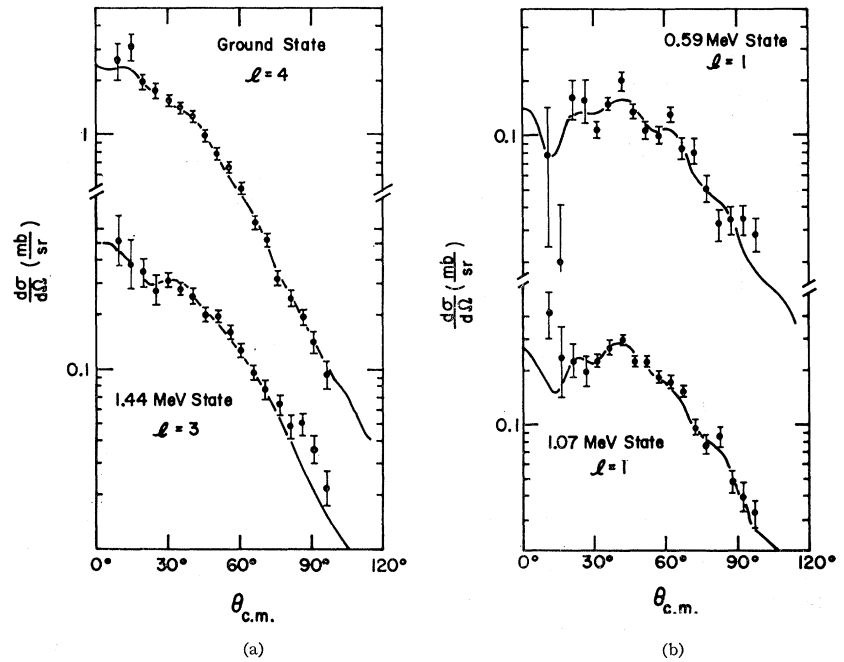 Ground State
ℓ = 4
1
dσ/dΩ (mb/sr)
0.1
1.44 MeV State
ℓ = 3
0° 30° 60° 90° 120°
θc.m.
(a)
0.59 MeV State
ℓ = 1
0.1
dσ/dΩ (mb/sr)
0.1
1.07 MeV State
ℓ = 1
0° 30° 60° 90° 120°
θc.m.
(b)